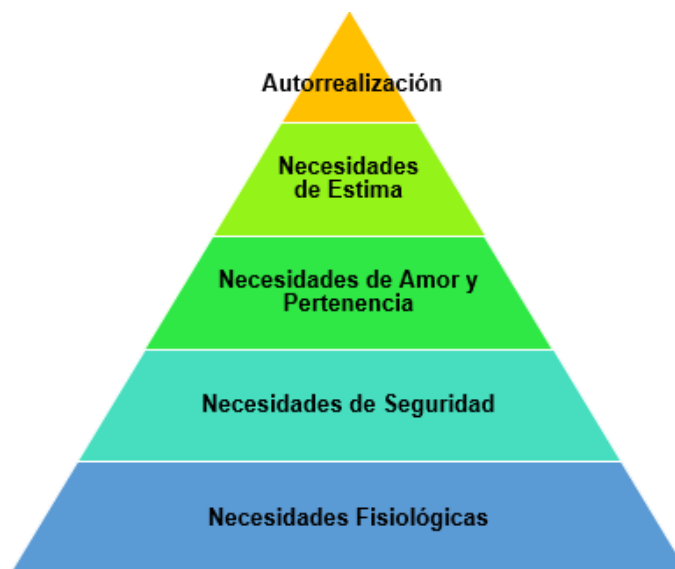 Autorrealización
Necesidades
de Estima
Necesidades de Amor y
Pertenencia
Necesidades de Seguridad
Necesidades Fisiológicas